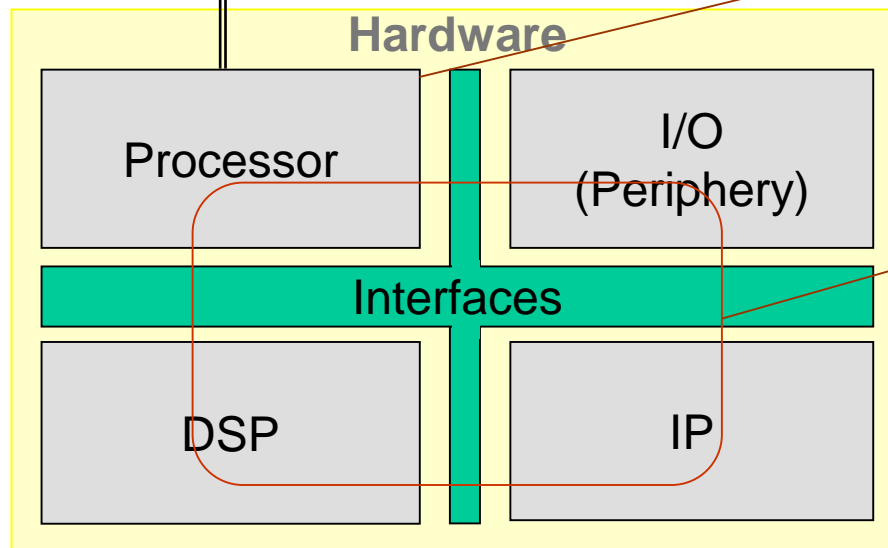 Hardware
Processor
I/O
(Periphery)
Interfaces
DSP
IP